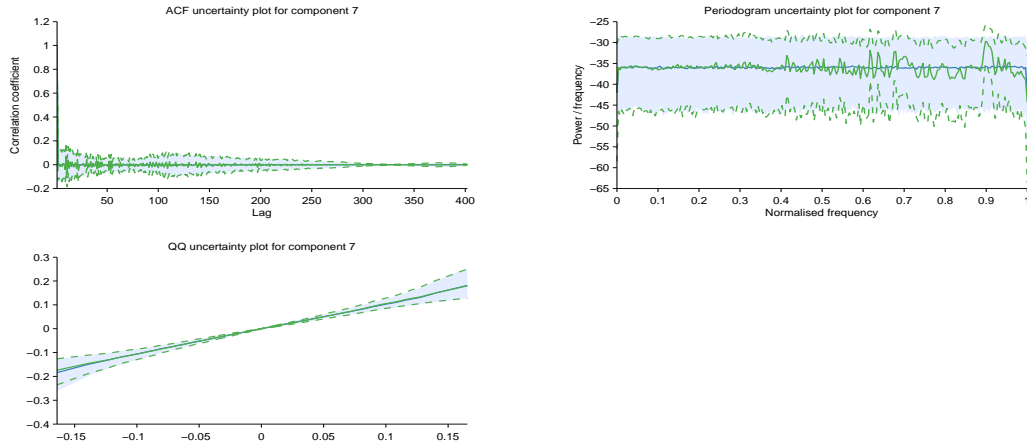 ACF uncertainty plot for component 7
1.2
1
0.8
0.6
0.4
0.2
0
−0.2
Correlation coefficient
50 100 150 200 250 300 350 400
Lag
Periodogram uncertainty plot for component 7
−25
−30
−35
−40
−45
−50
−55
−60
−65
Power / frequency
0 0.1 0.2 0.3 0.4 0.5 0.6 0.7 0.8 0.9 1
Normalised frequency
QQ uncertainty plot for component 7
0.3
0.2
0.1
0
−0.1
−0.2
−0.3
−0.4
−0.15 −0.1 −0.05 0 0.05 0.1 0.15